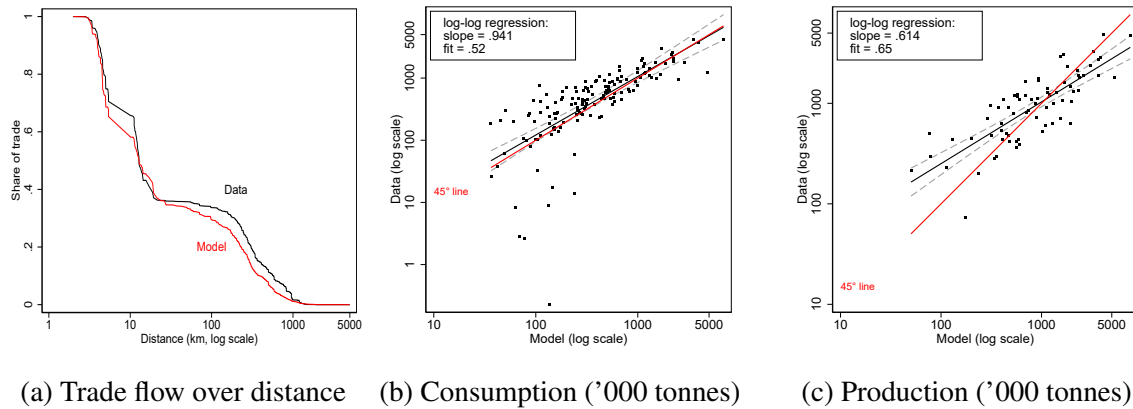 Share of trade
1
.8
.6
.4
.2
0
Data
Model
1
10
100
1000
5000
Distance (km, log scale)
(a) Trade flow over distance
log-log regression:
slope = .941
fit = .52
Data (log scale)
5000
1000
100
10
1
45° line
10
100
1000
5000
Model (log scale)
(b) Consumption (’000 tonnes)
log-log regression:
slope = .614
fit = .65
Data (log scale)
5000
1000
100
10
45° line
10
100
1000
5000
Model (log scale)
(c) Production (’000 tonnes)